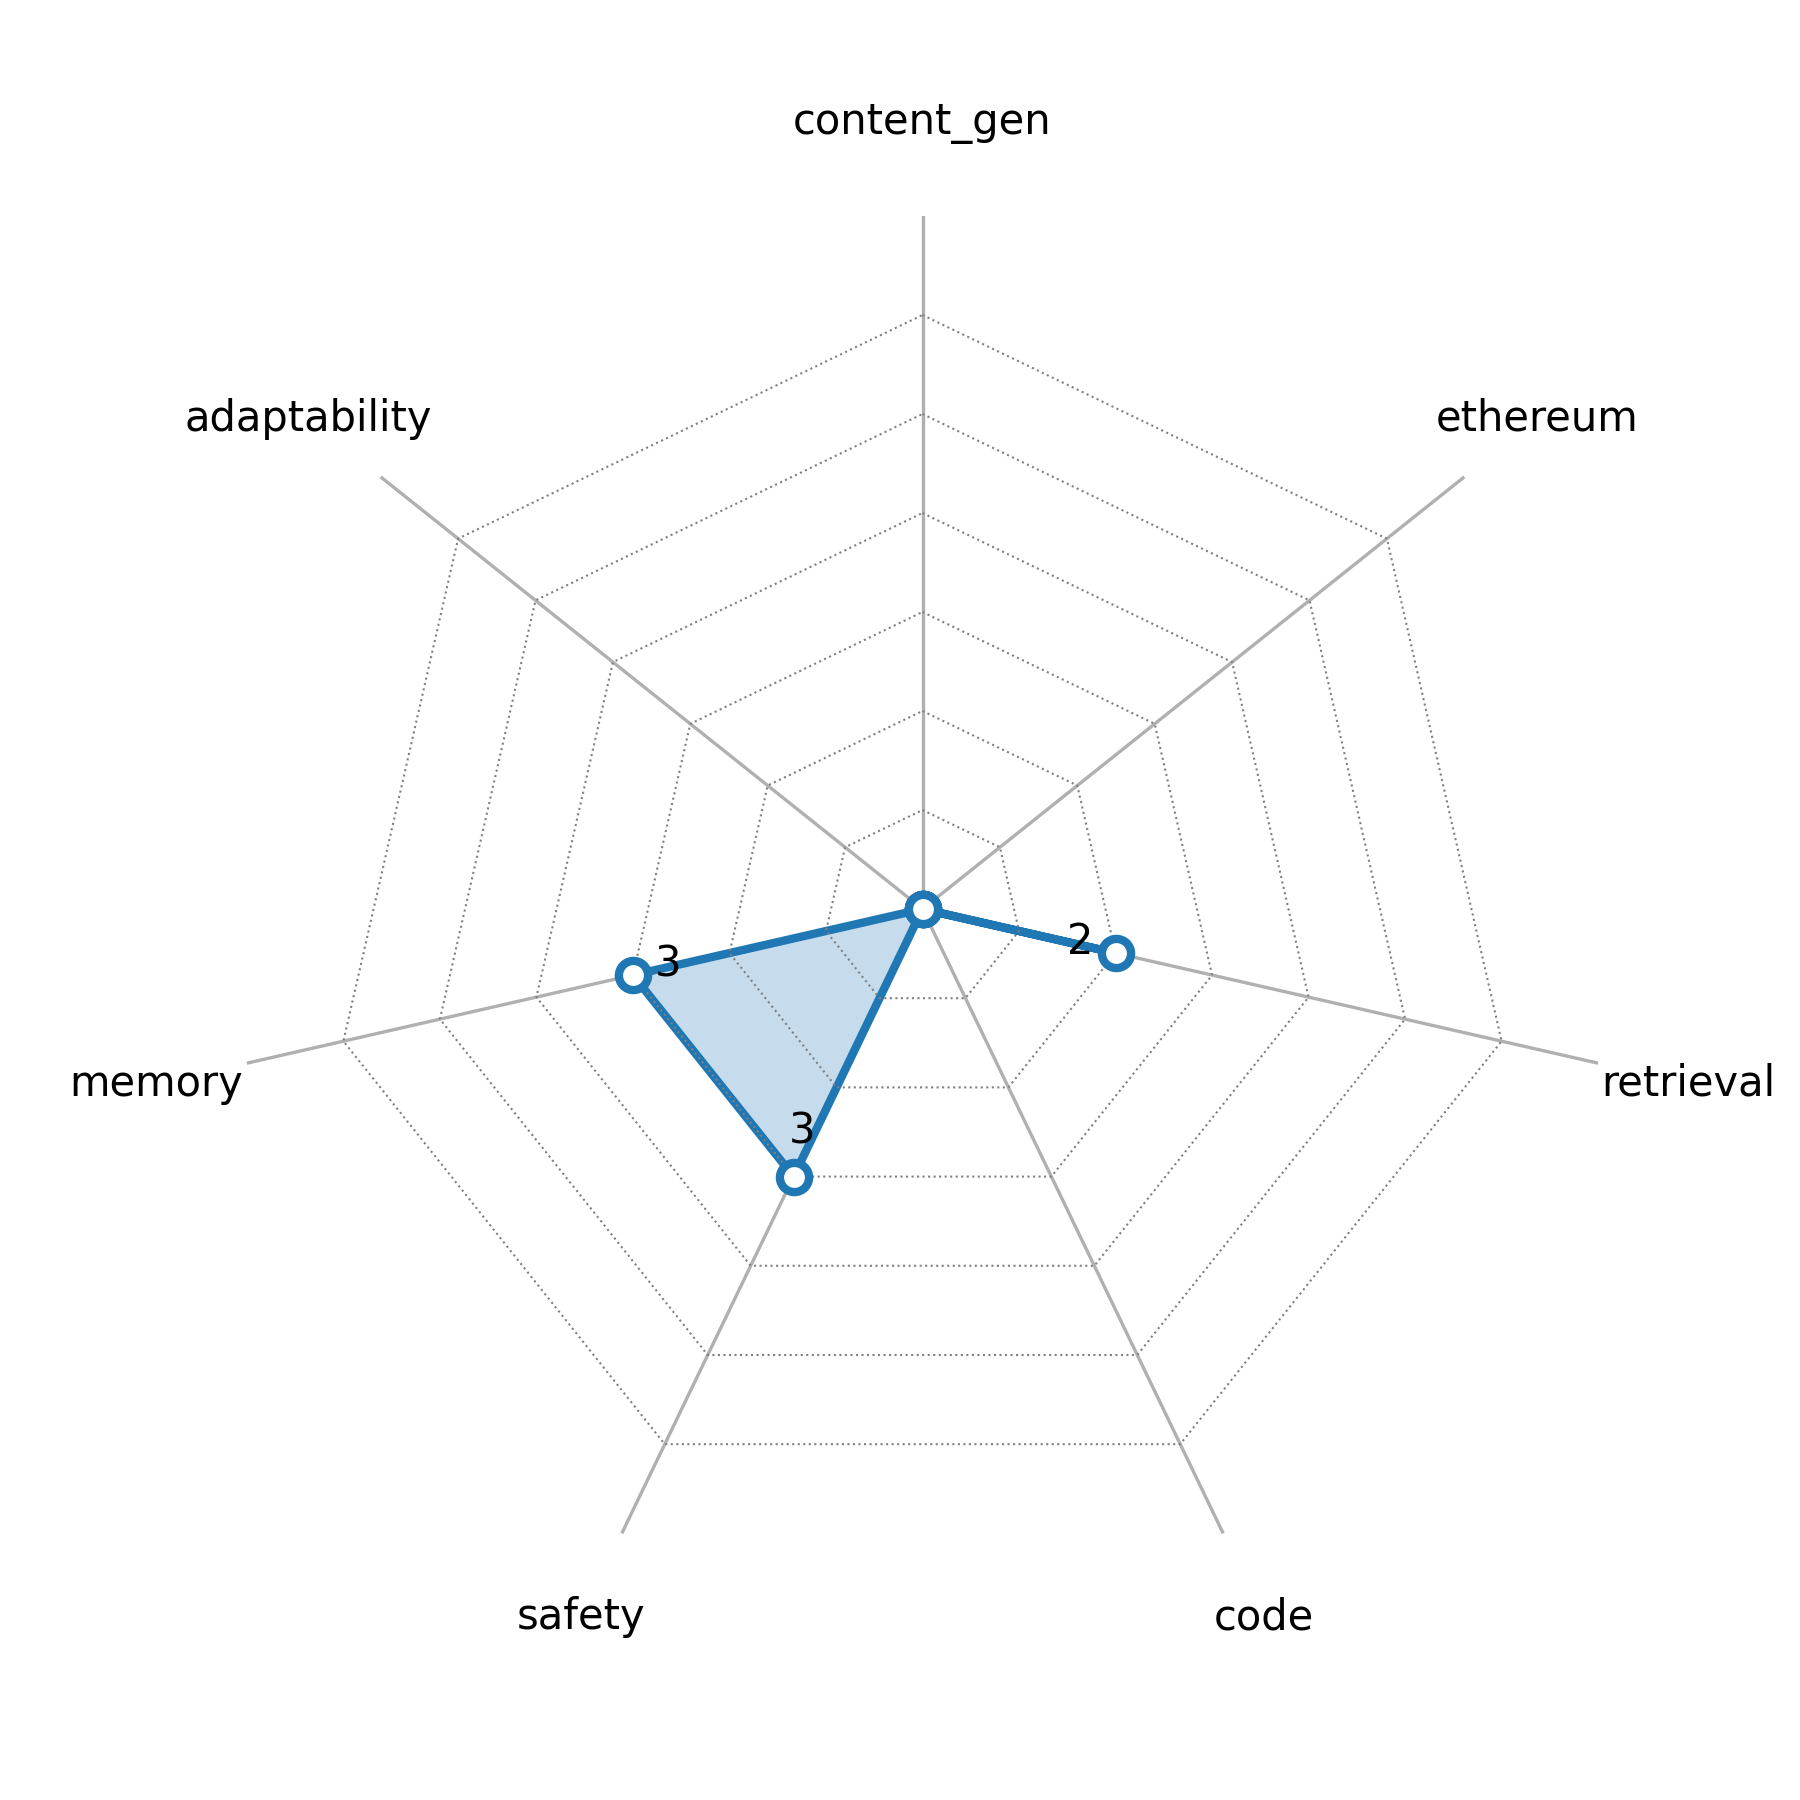 content_gen
adaptability
ethereum
2
3
memory
retrieval
3
safety
code